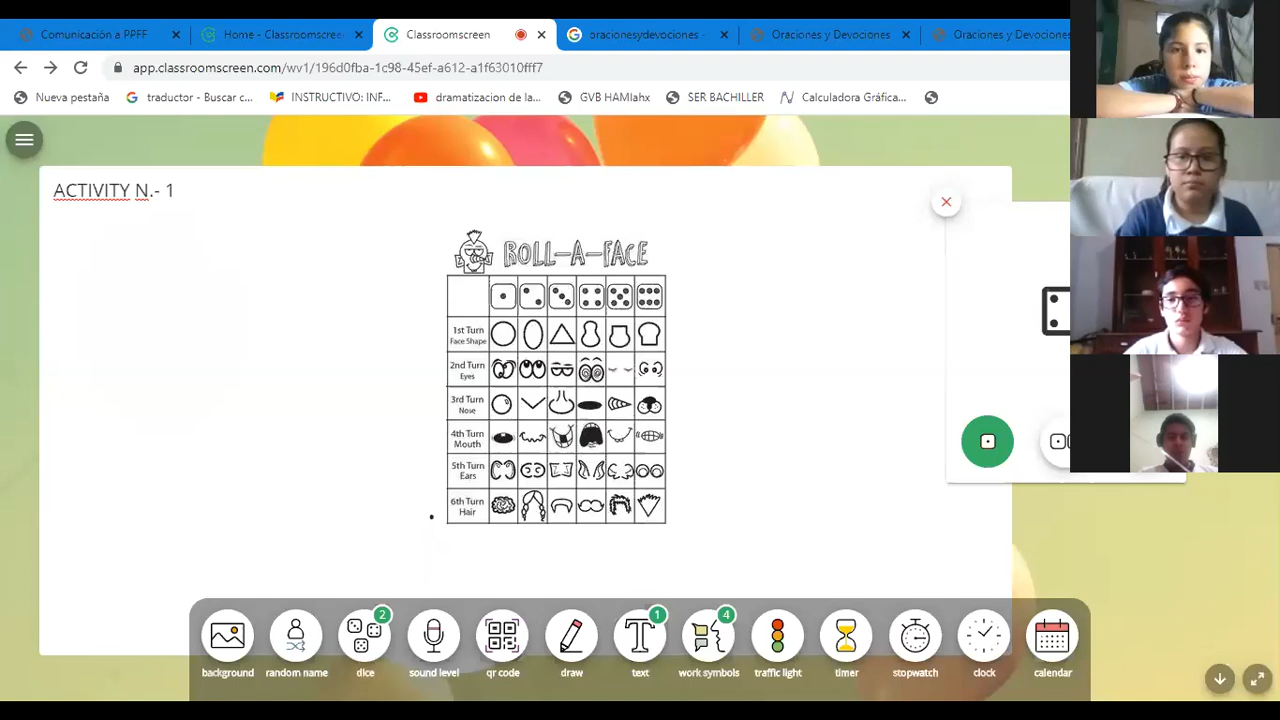 Comunicación a PPFF
Home - Classroomscree
Classroomscreen
oracionesydevociones -
Oraciones y Devociones
Oraciones y Devociones
app.classroomscreen.com/wv1/196d0fba-1c98-45ef-a612-a1f63010fff7
Nueva pestaña
traductor - Buscar c...
INSTRUCTIVO: INF...
dramatizacion de la...
GVB HAMlahx
SER BACHILLER
Calculadora Gráfica...
ACTIVITY N.- 1
ROLL-A-FACE
1st Turn
Face Shape
2nd Turn
Eyes
3rd Turn
Nose
4th Turn
Mouth
5th Turn
Ears
6th Turn
Hair
2
1
4
background
random name
dice
sound level
qr code
draw
text
work symbols
traffic light
timer
stopwatch
clock
calendar